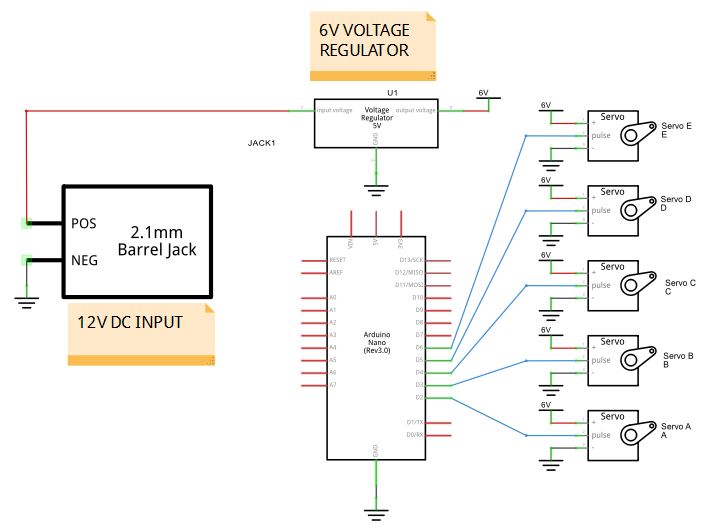 6V VOLTAGE
REGULATOR
U1
input voltage
Voltage
Regulator
5V
output voltage
GND
6V
JACK1
POS
NEG
2.1mm
Barrel Jack
12V DC INPUT
VIN
5V
3V3
RESET
AREF
A0
A1
A2
A3
A4
A5
A6
A7
Arduino
Nano
(Rev3.0)
D13/SCK
D12/MISO
D11/MOSI
D10
D9
D8
D7
D6
D5
D4
D3
D2
D1/TX
D0/RX
GND
6V
Servo
+
pulse
-
Servo E
E
6V
Servo
+
pulse
-
Servo D
D
6V
Servo
+
pulse
-
Servo C
C
6V
Servo
+
pulse
-
Servo B
B
6V
Servo
+
pulse
-
Servo A
A